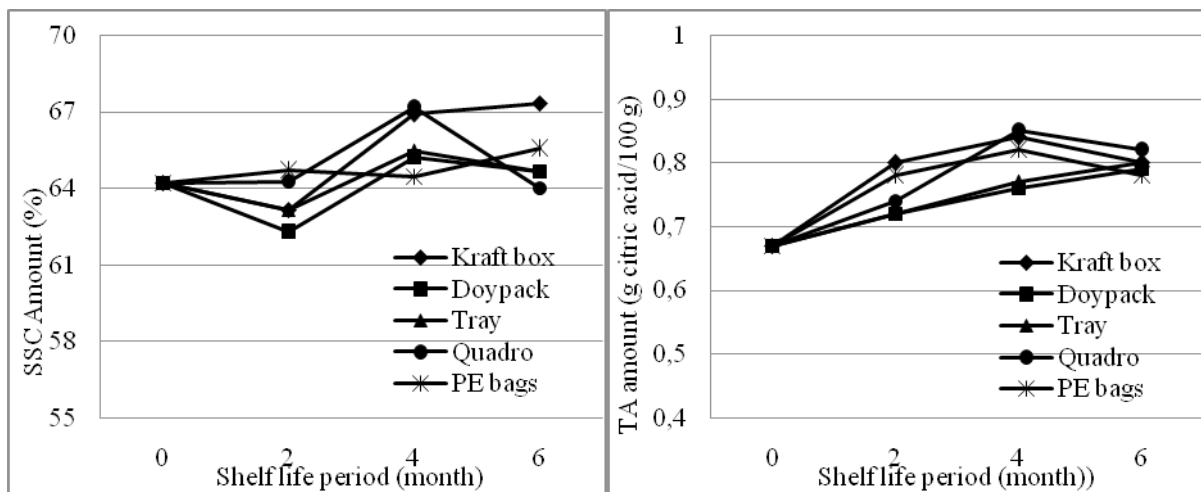 70
67
64
61
58
55
SSC Amount (%)
0
2
4
6
Shelf life period (month)
Kraft box
Doypack
Tray
Quadro
PE bags
1
0,9
0,8
0,7
0,6
0,5
0,4
TA amount (g citric acid/100 g)
0
2
4
6
Shelf life period (month))
Kraft box
Doypack
Tray
Quadro
PE bags